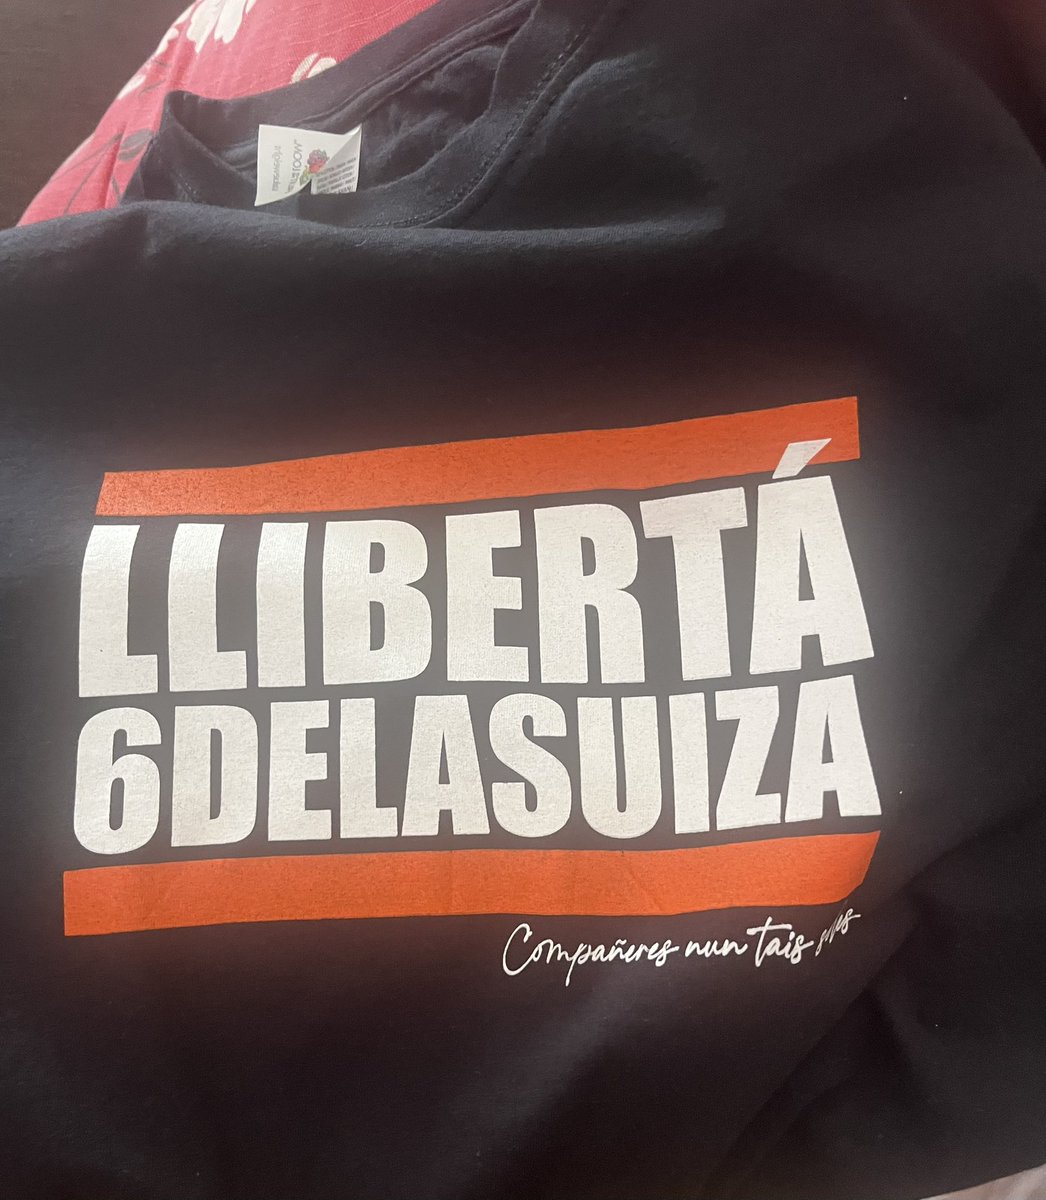 LLIBERTÁ
6DELASUIZA
Compañeres nun tais